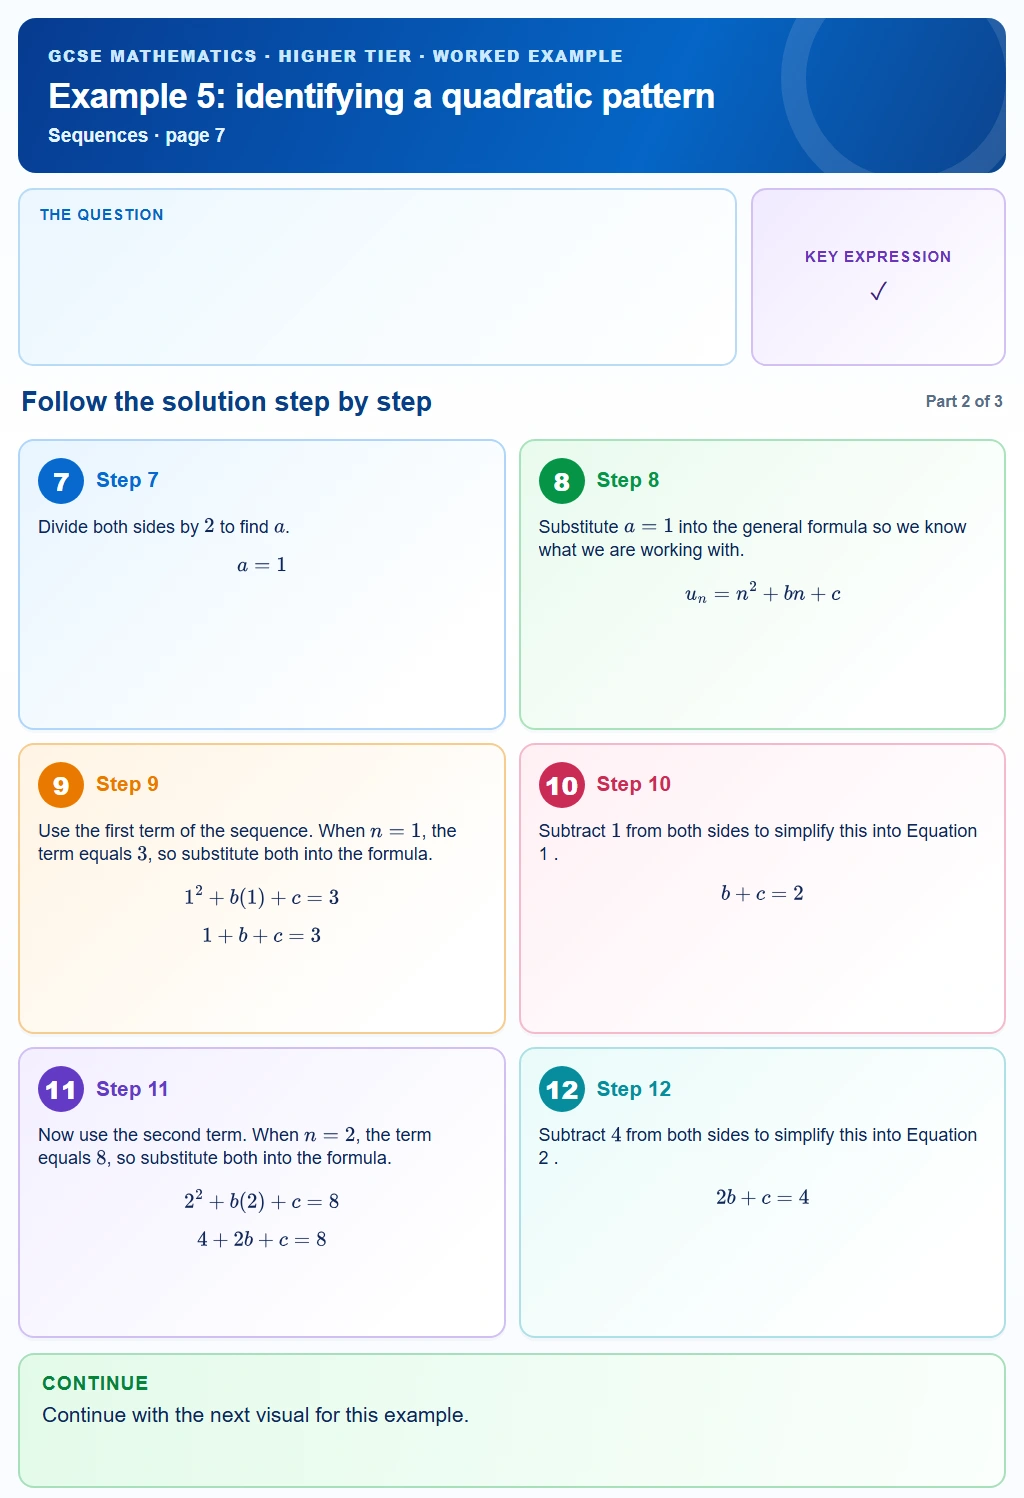 GCSE MATHEMATICS · HIGHER TIER · WORKED EXAMPLE
Example 5: identifying a quadratic pattern
Sequences · page 7
THE QUESTION
KEY EXPRESSION
✓
Follow the solution step by step
Part 2 of 3
7 Step 7
Divide both sides by 2 to find a.
a = 1
8 Step 8
Substitute a = 1 into the general formula so we know
what we are working with.
uₙ = n² + bn + c
9 Step 9
Use the first term of the sequence. When n = 1, the
term equals 3, so substitute both into the formula.
1² + b(1) + c = 3
1 + b + c = 3
10 Step 10
Subtract 1 from both sides to simplify this into Equation
1 .
b + c = 2
11 Step 11
Now use the second term. When n = 2, the term
equals 8, so substitute both into the formula.
2² + b(2) + c = 8
4 + 2b + c = 8
12 Step 12
Subtract 4 from both sides to simplify this into Equation
2 .
2b + c = 4
CONTINUE
Continue with the next visual for this example.